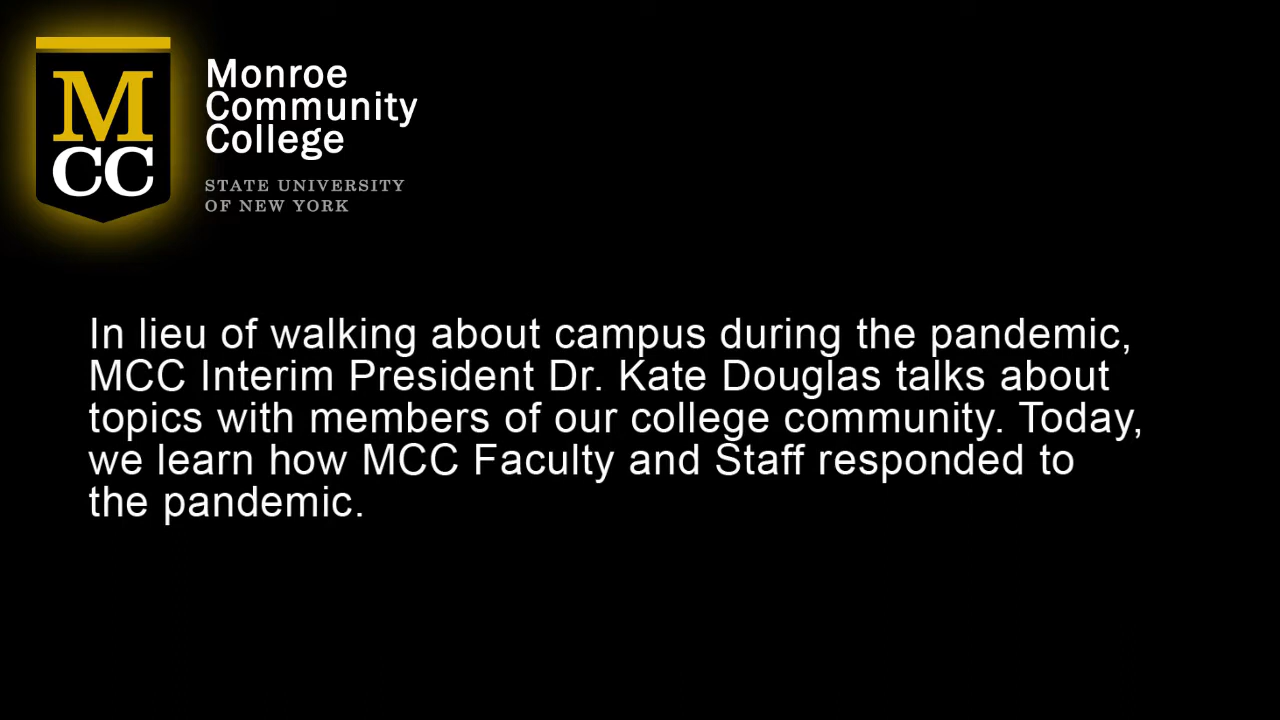 M
CC
Monroe
Community
College
STATE UNIVERSITY
OF NEW YORK
In lieu of walking about campus during the pandemic,
MCC Interim President Dr. Kate Douglas talks about
topics with members of our college community. Today,
we learn how MCC Faculty and Staff responded to
the pandemic.